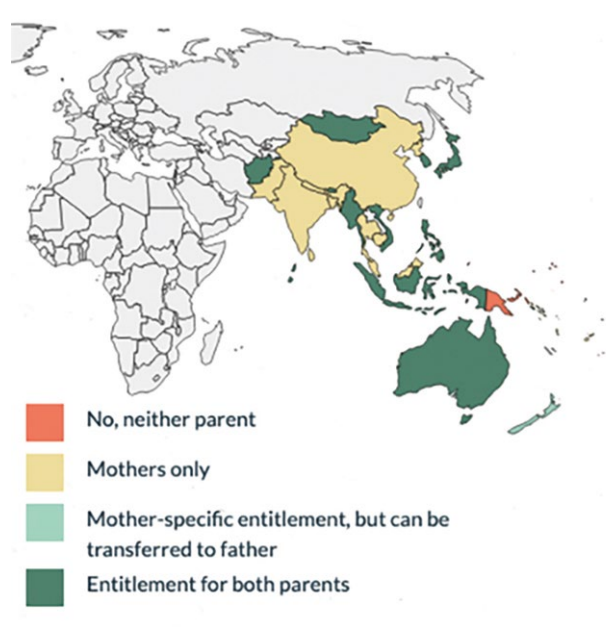 No, neither parent
Mothers only
Mother-specific entitlement, but can be
transferred to father
Entitlement for both parents